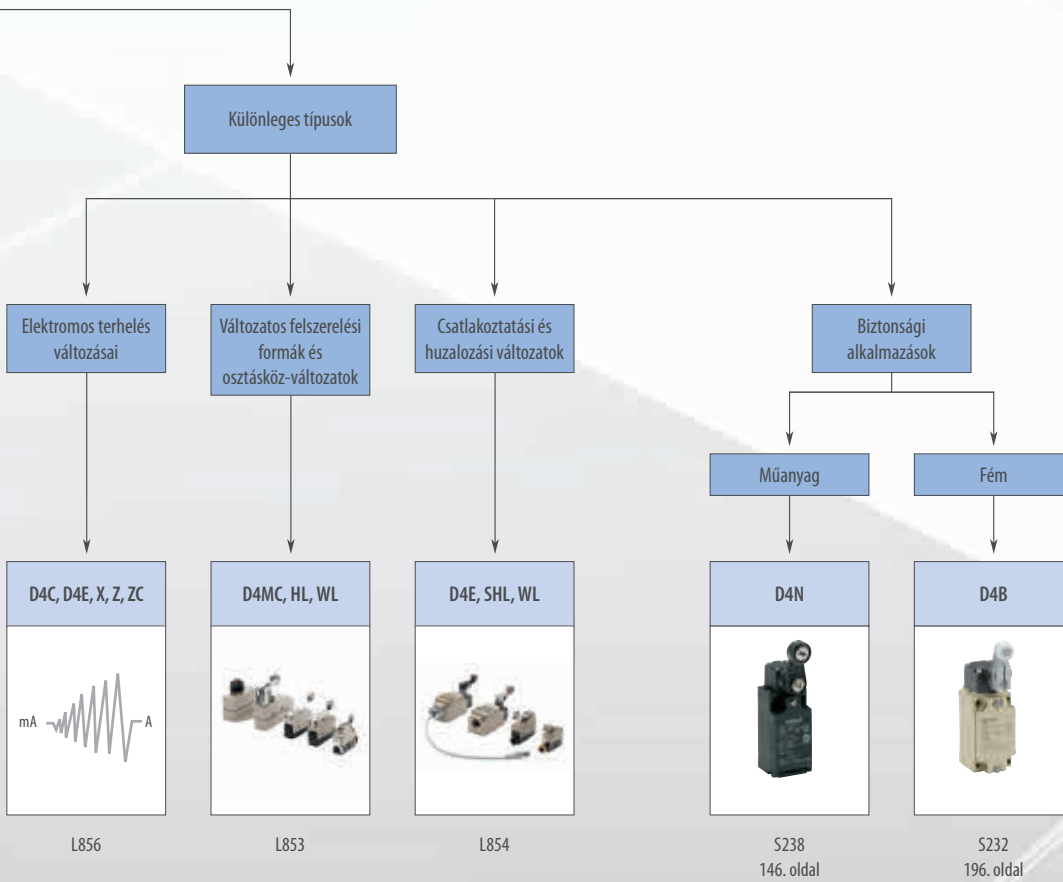 Különleges típusok
Elektromos terhelés
változásai
Változatos felszerelési
formák és
osztásköz-változatok
Csatlakoztatási és
huzalozási változatok
Biztonsági
alkalmazások
Műanyag
Fém
D4C, D4E, X, Z, ZC
D4MC, HL, WL
D4E, SHL, WL
D4N
D4B
mA
A
L856
L853
L854
S238
146. oldal
S232
196. oldal